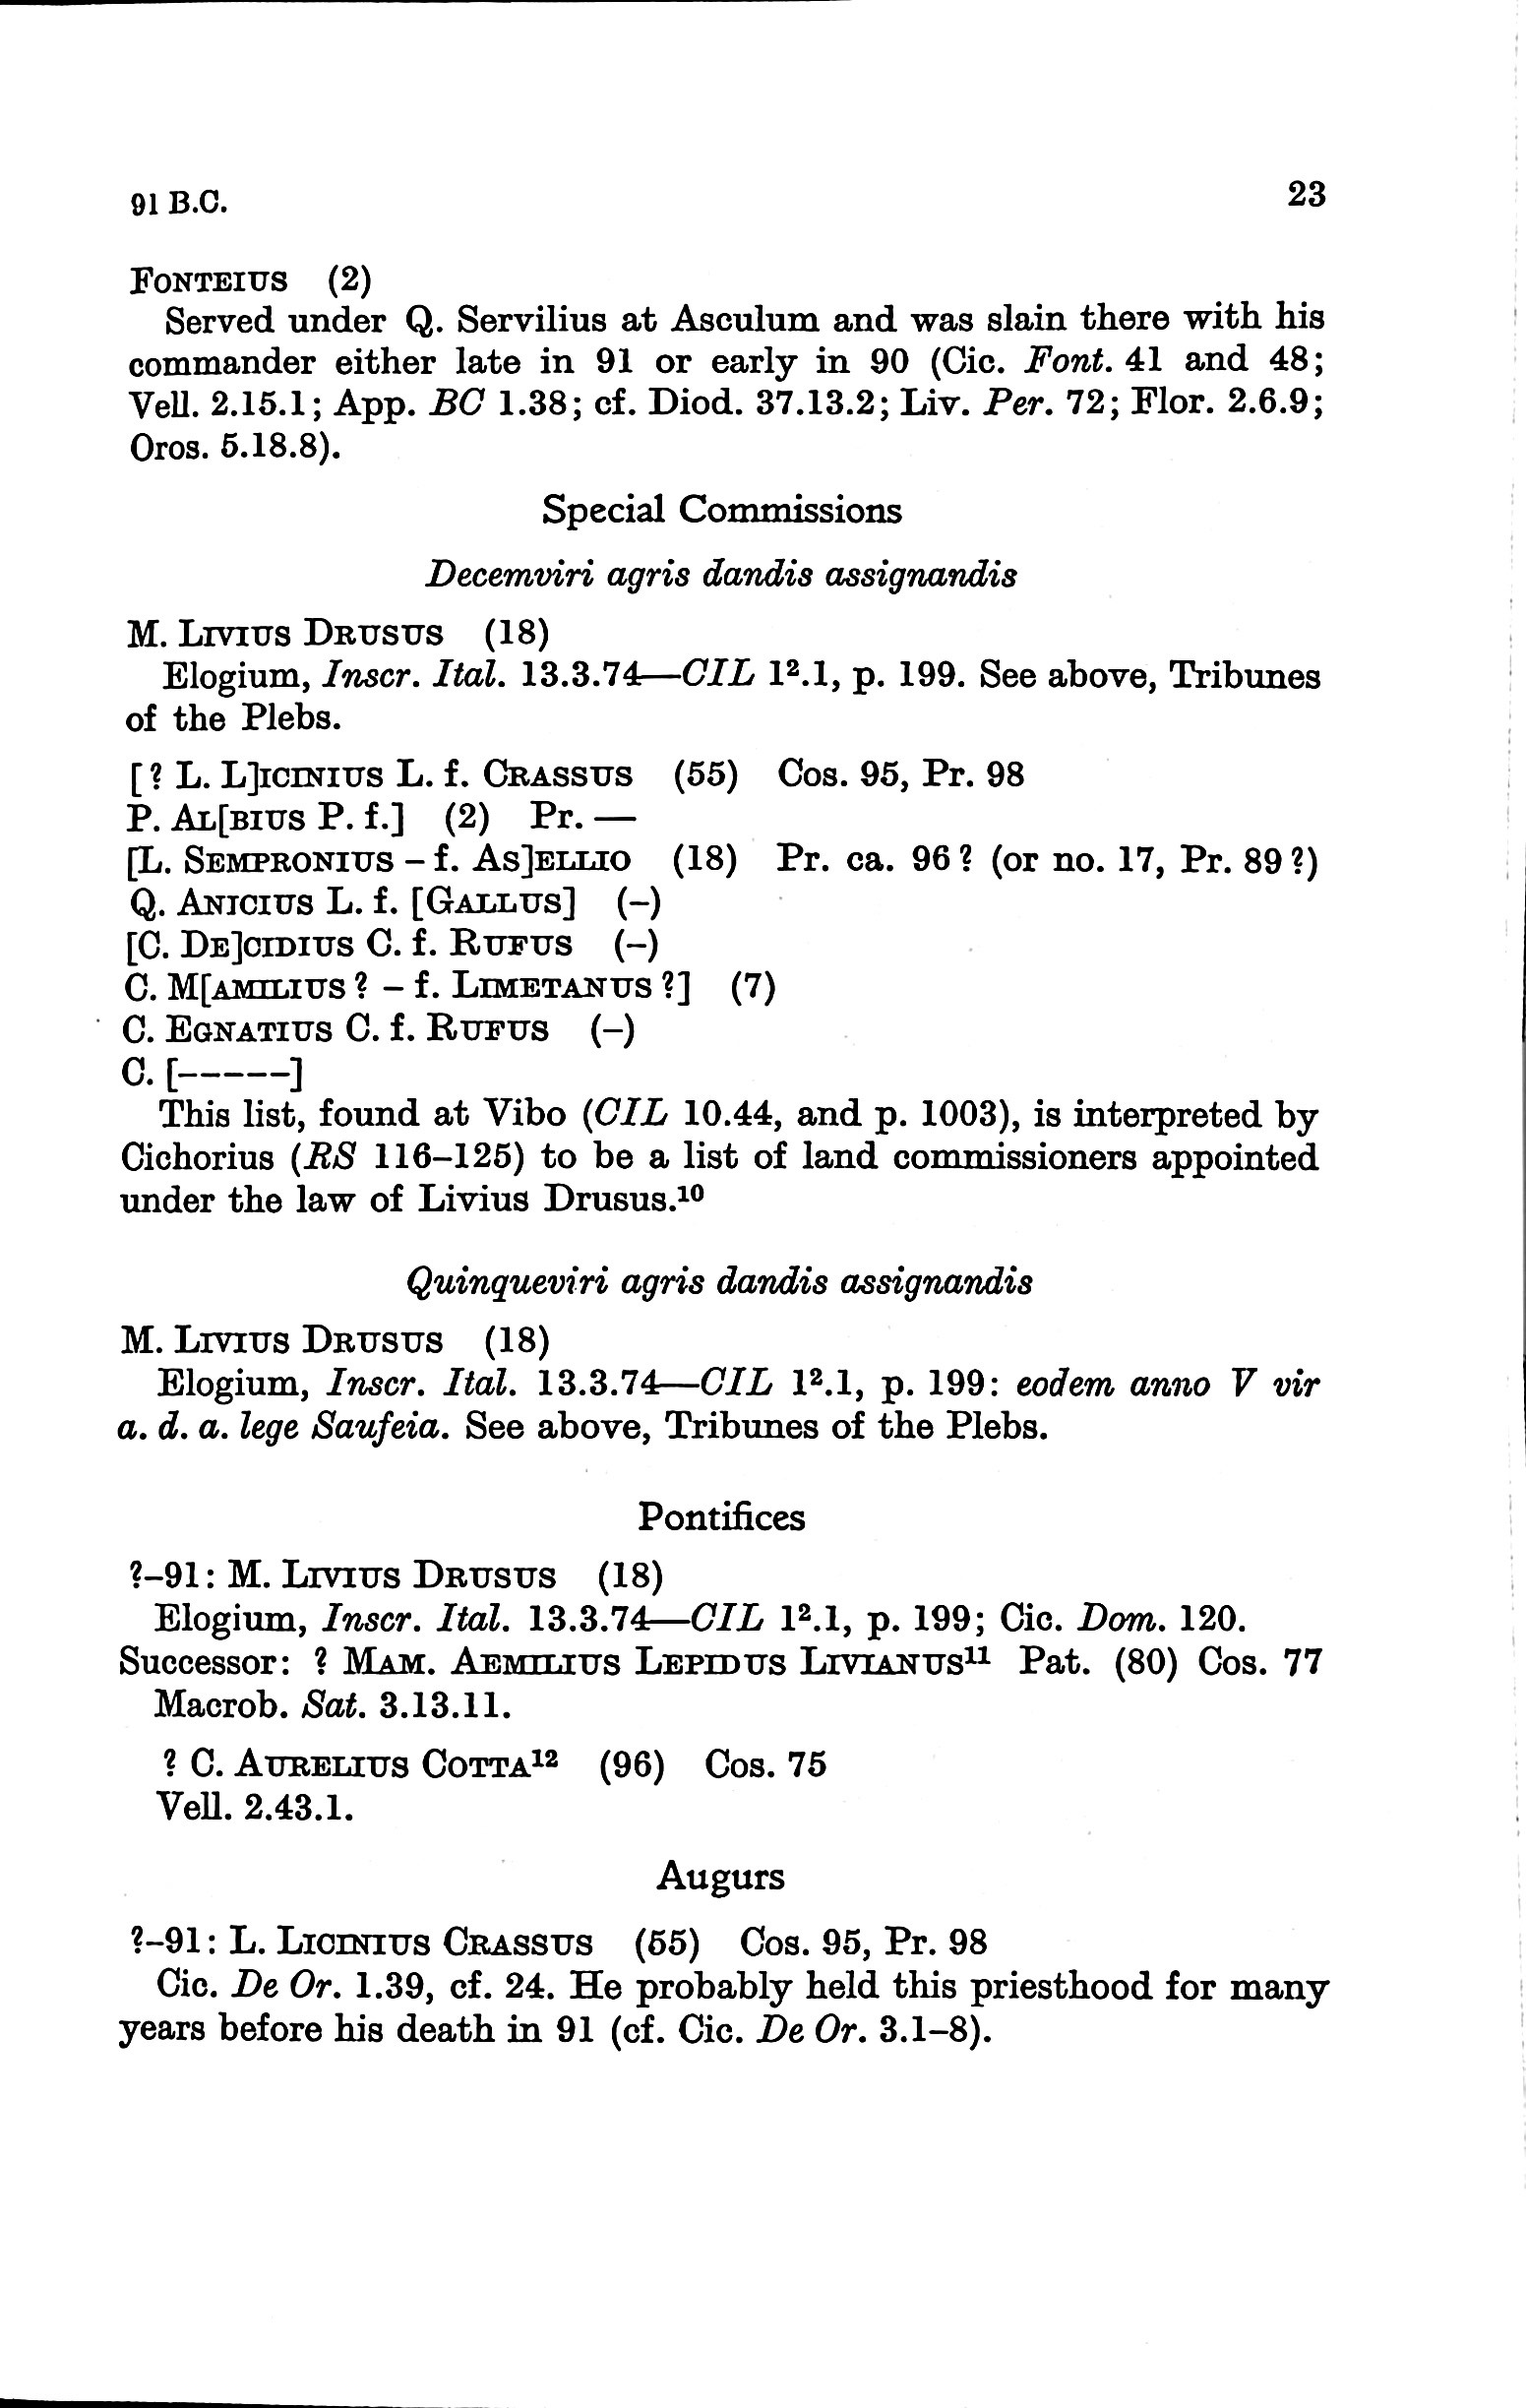 91 B.C.
23
FONTEIUS (2)
Served under Q. Servilius at Asculum and was slain there with his
commander either late in 91 or early in 90 (Cic. Font. 41 and 48;
Vell. 2.15.1; App. BC 1.38; cf. Diod. 37.13.2; Liv. Per. 72; Flor. 2.6.9;
Oros. 5.18.8).
Special Commissions
Decemviri agris dandis assignandis
M. LIVIUS DRUSUS (18)
Elogium, Inscr. Ital. 13.3.74—CIL 1².1, p. 199. See above, Tribunes
of the Plebs.
[? L. L]ICINIUS L. f. CRASSUS (55) Cos. 95, Pr. 98
P. AL[BIUS P. f.] (2) Pr. —
[L. SEMPRONIUS – f. AS]ELLIO (18) Pr. ca. 96? (or no. 17, Pr. 89?)
Q. ANICIUS L. f. [GALLUS] (–)
[C. DE]CIDIUS C. f. RUFUS (–)
C. M[AMILIUS? – f. LIMETANUS?] (7)
C. EGNATIUS C. f. RUFUS (–)
C. [-----]
This list, found at Vibo (CIL 10.44, and p. 1003), is interpreted by
Cichorius (RS 116–125) to be a list of land commissioners appointed
under the law of Livius Drusus.¹⁰
Quinqueviri agris dandis assignandis
M. LIVIUS DRUSUS (18)
Elogium, Inscr. Ital. 13.3.74—CIL 1².1, p. 199: eodem anno V vir
a. d. a. lege Saufeia. See above, Tribunes of the Plebs.
Pontifices
?–91: M. LIVIUS DRUSUS (18)
Elogium, Inscr. Ital. 13.3.74—CIL 1².1, p. 199; Cic. Dom. 120.
Successor: ? MAM. AEMILIUS LEPIDUS LIVIANUS¹¹ Pat. (80) Cos. 77
Macrob. Sat. 3.13.11.
? C. AURELIUS COTTA¹² (96) Cos. 75
Vell. 2.43.1.
Augurs
?–91: L. LICINIUS CRASSUS (55) Cos. 95, Pr. 98
Cic. De Or. 1.39, cf. 24. He probably held this priesthood for many
years before his death in 91 (cf. Cic. De Or. 3.1–8).